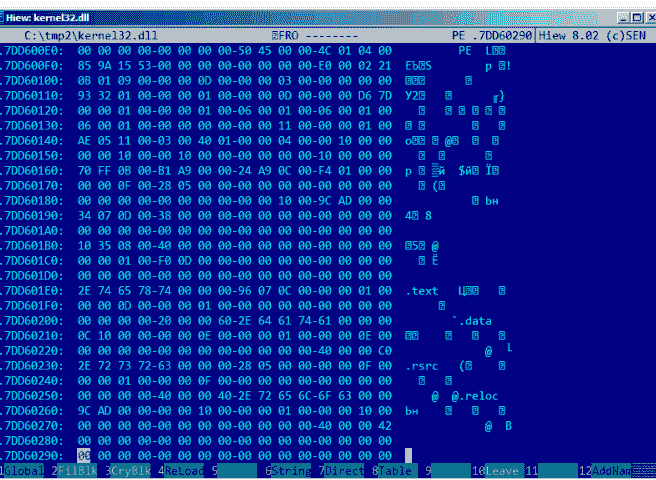 Hiew: kernel32.dll
C:\tmp2\kernel32.dll FRO -------- PE .7DD60290 Hiew 8.02 (c)SEN
.7DD600E0: 00 00 00 00-00 00 00 00-50 45 00 00-4C 01 04 00 PE L
.7DD600F0: 85 9A 15 53-00 00 00 00-00 00 00 00-E0 00 02 21 ЕЪS р !
.7DD60100: 0B 01 09 00-00 00 0D 00-00 00 03 00-00 00 00 00
.7DD60110: 93 32 01 00-00 00 01 00-00 00 0D 00-00 00 D6 7D У2 ╓}
.7DD60120: 00 00 01 00-00 00 01 00-06 00 01 00-06 00 01 00
.7DD60130: 06 00 01 00-00 00 00 00-00 00 11 00-00 00 01 00
.7DD60140: AE 05 11 00-03 00 40 01-00 00 04 00-00 10 00 00 о @
.7DD60150: 00 00 10 00-00 10 00 00-00 00 00 00-10 00 00 00
.7DD60160: 70 FF 0B 00-B1 A9 00 00-24 A9 0C 00-F4 01 00 00 p ▒й $й Ї
.7DD60170: 00 00 0F 00-28 05 00 00-00 00 00 00-00 00 00 00 (
.7DD60180: 00 00 00 00-00 00 00 00-00 00 10 00-9C AD 00 00 Ьн
.7DD60190: 34 07 0D 00-38 00 00 00-00 00 00 00-00 00 00 00 4 8
.7DD601A0: 00 00 00 00-00 00 00 00-00 00 00 00-00 00 00 00
.7DD601B0: 10 35 08 00-40 00 00 00-00 00 00 00-00 00 00 00 5 @
.7DD601C0: 00 00 01 00-F0 0D 00 00-00 00 00 00-00 00 00 00 Ё
.7DD601D0: 00 00 00 00-00 00 00 00-00 00 00 00-00 00 00 00
.7DD601E0: 2E 74 65 78-74 00 00 00-96 07 0C 00-00 00 01 00 .text Ц
.7DD601F0: 00 00 0D 00-00 00 01 00-00 00 00 00-00 00 00 00
.7DD60200: 00 00 00 00-20 00 00 60-2E 64 61 74-61 00 00 00 `.data
.7DD60210: 0C 10 00 00-00 00 0E 00-00 00 01 00-00 00 0E 00
.7DD60220: 00 00 00 00-00 00 00 00-00 00 00 00-40 00 00 C0 @ └
.7DD60230: 2E 72 73 72-63 00 00 00-28 05 00 00-00 00 0F 00 .rsrc (
.7DD60240: 00 00 01 00-00 00 0F 00-00 00 00 00-00 00 00 00
.7DD60250: 00 00 00 00-40 00 00 40-2E 72 65 6C-6F 63 00 00 @ @.reloc
.7DD60260: 9C AD 00 00-00 00 10 00-00 00 01 00-00 00 10 00 Ьн
.7DD60270: 00 00 00 00-00 00 00 00-00 00 00 00-40 00 00 42 @ B
.7DD60280: 00 00 00 00-00 00 00 00-00 00 00 00-00 00 00 00
.7DD60290: 00 00 00 00-00 00 00 00-00 00 00 00-00 00 00 00
1Global 2FilBlk 3CryBlk 4ReLoad 5 6String 7Direct 8Table 9 10Leave 11 12AddNam